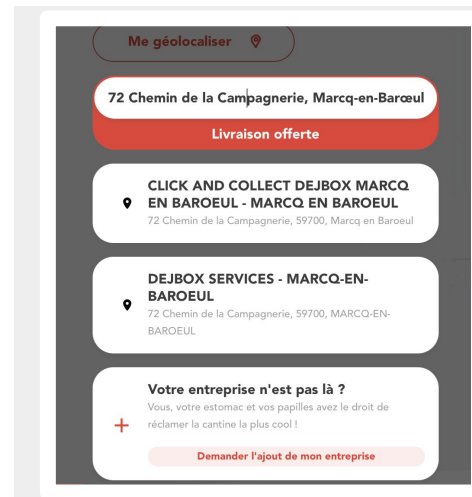 Me géolocaliser
72 Chemin de la Campagnerie, Marcq-en-Barœul
Livraison offerte
CLICK AND COLLECT DEJBOX MARCQ
EN BAROEUL - MARCQ EN BAROEUL
72 Chemin de la Campagnerie, 59700, Marcq en Baroeul
DEJBOX SERVICES - MARCQ-EN-
BAROEUL
72 Chemin de la Campagnerie, 59700, MARCQ-EN-
BAROEUL
Votre entreprise n'est pas là ?
Vous, votre estomac et vos papilles avez le droit de
réclamer la cantine la plus cool !
Demander l'ajout de mon entreprise